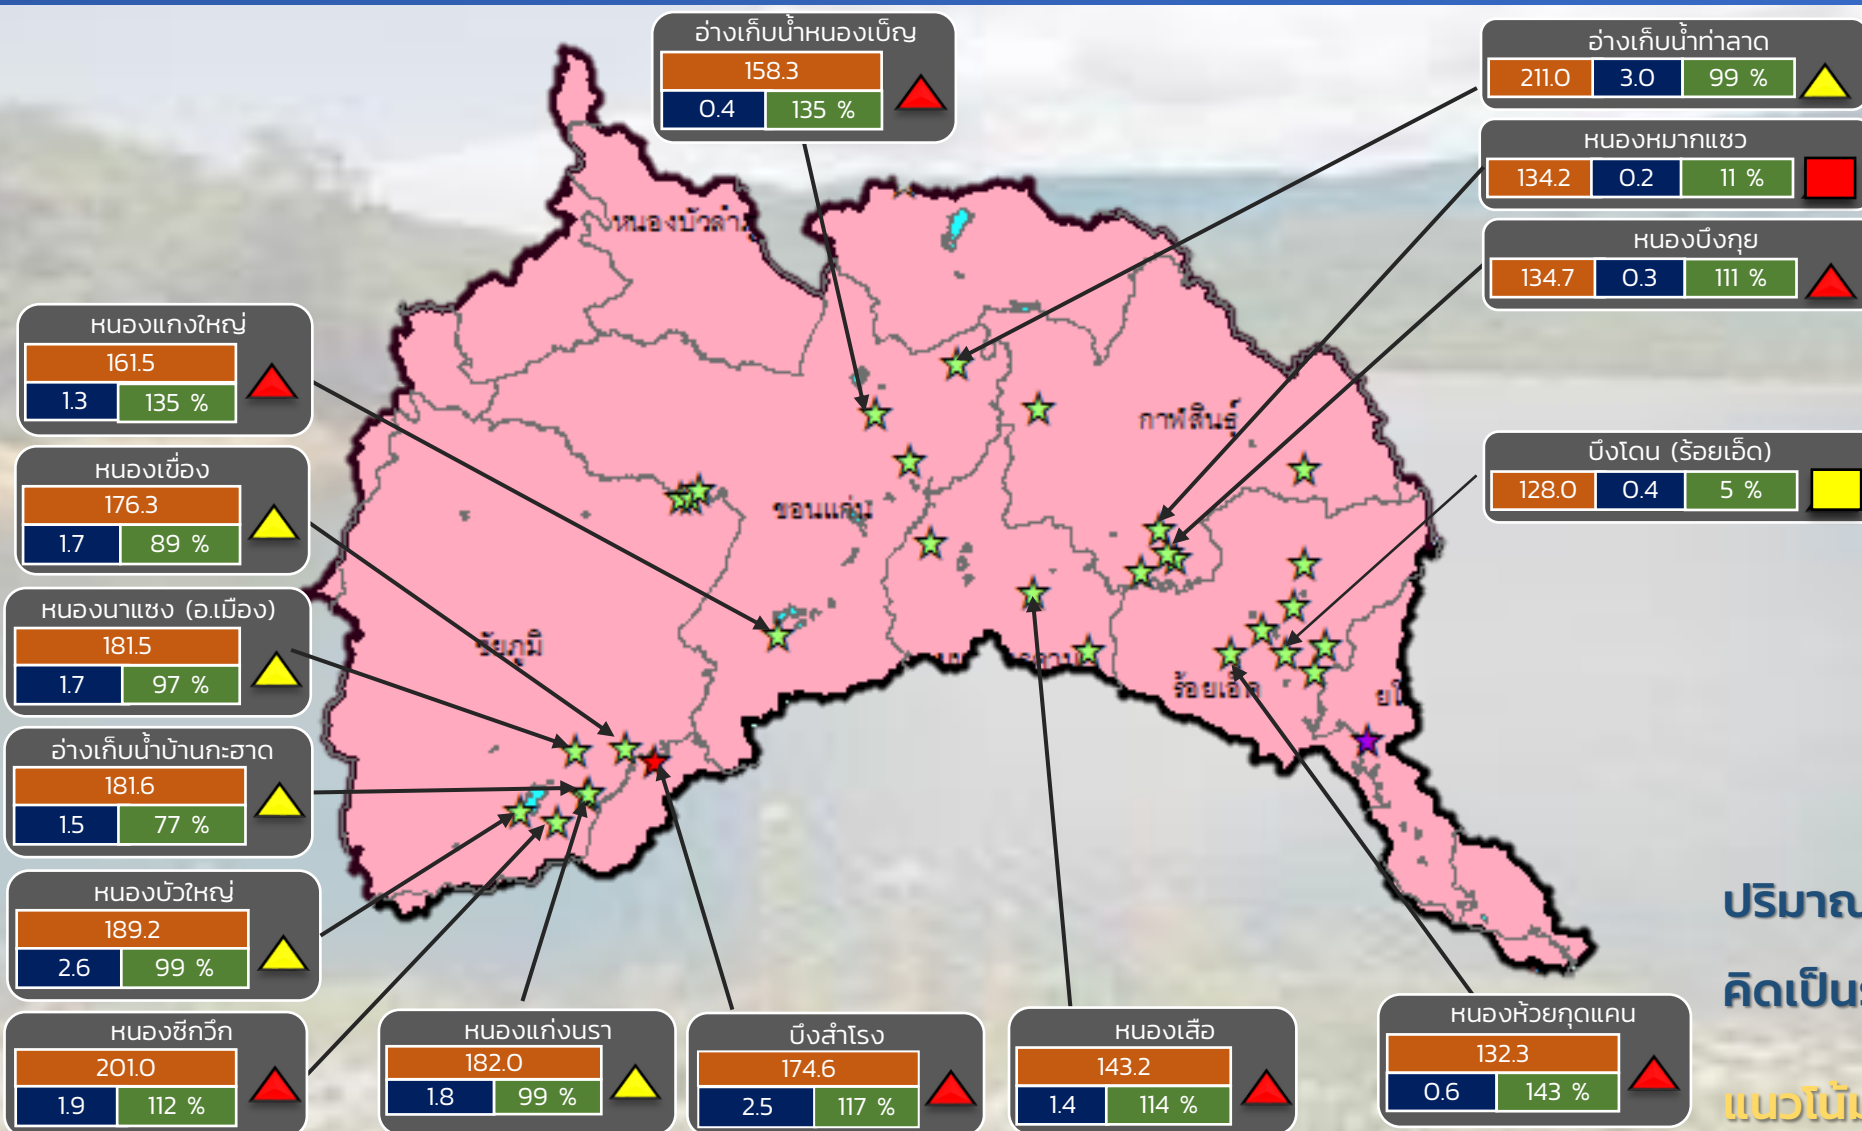 อ่างเก็บน้ำหนองเบ็ญ
158.3
0.4 135 %
อ่างเก็บน้ำท่าลาด
211.0 3.0 99 %
หนองหมากแซว
134.2 0.2 11 %
หนองบึงกุย
134.7 0.3 111 %
บึงโดน (ร้อยเอ็ด)
128.0 0.4 5 %
หนองแกงใหญ่
161.5
1.3 135 %
หนองเขื่อง
176.3
1.7 89 %
หนองนาแซง (อ.เมือง)
181.5
1.7 97 %
อ่างเก็บน้ำบ้านกะฮาด
181.6
1.5 77 %
หนองบัวใหญ่
189.2
2.6 99 %
หนองซีกวึก
201.0
1.9 112 %
หนองแก่งนรา
182.0
1.8 99 %
บึงสำโรง
174.6
2.5 117 %
หนองเสือ
143.2
1.4 114 %
หนองห้วยกุดแคน
132.3
0.6 143 %
หนองบัวลำภู
กาฬสินธุ์
ขอนแก่น
ชัยภูมิ
ร้อยเอ็ด
ปริมาณ
คิดเป็น
แนวโน้ม